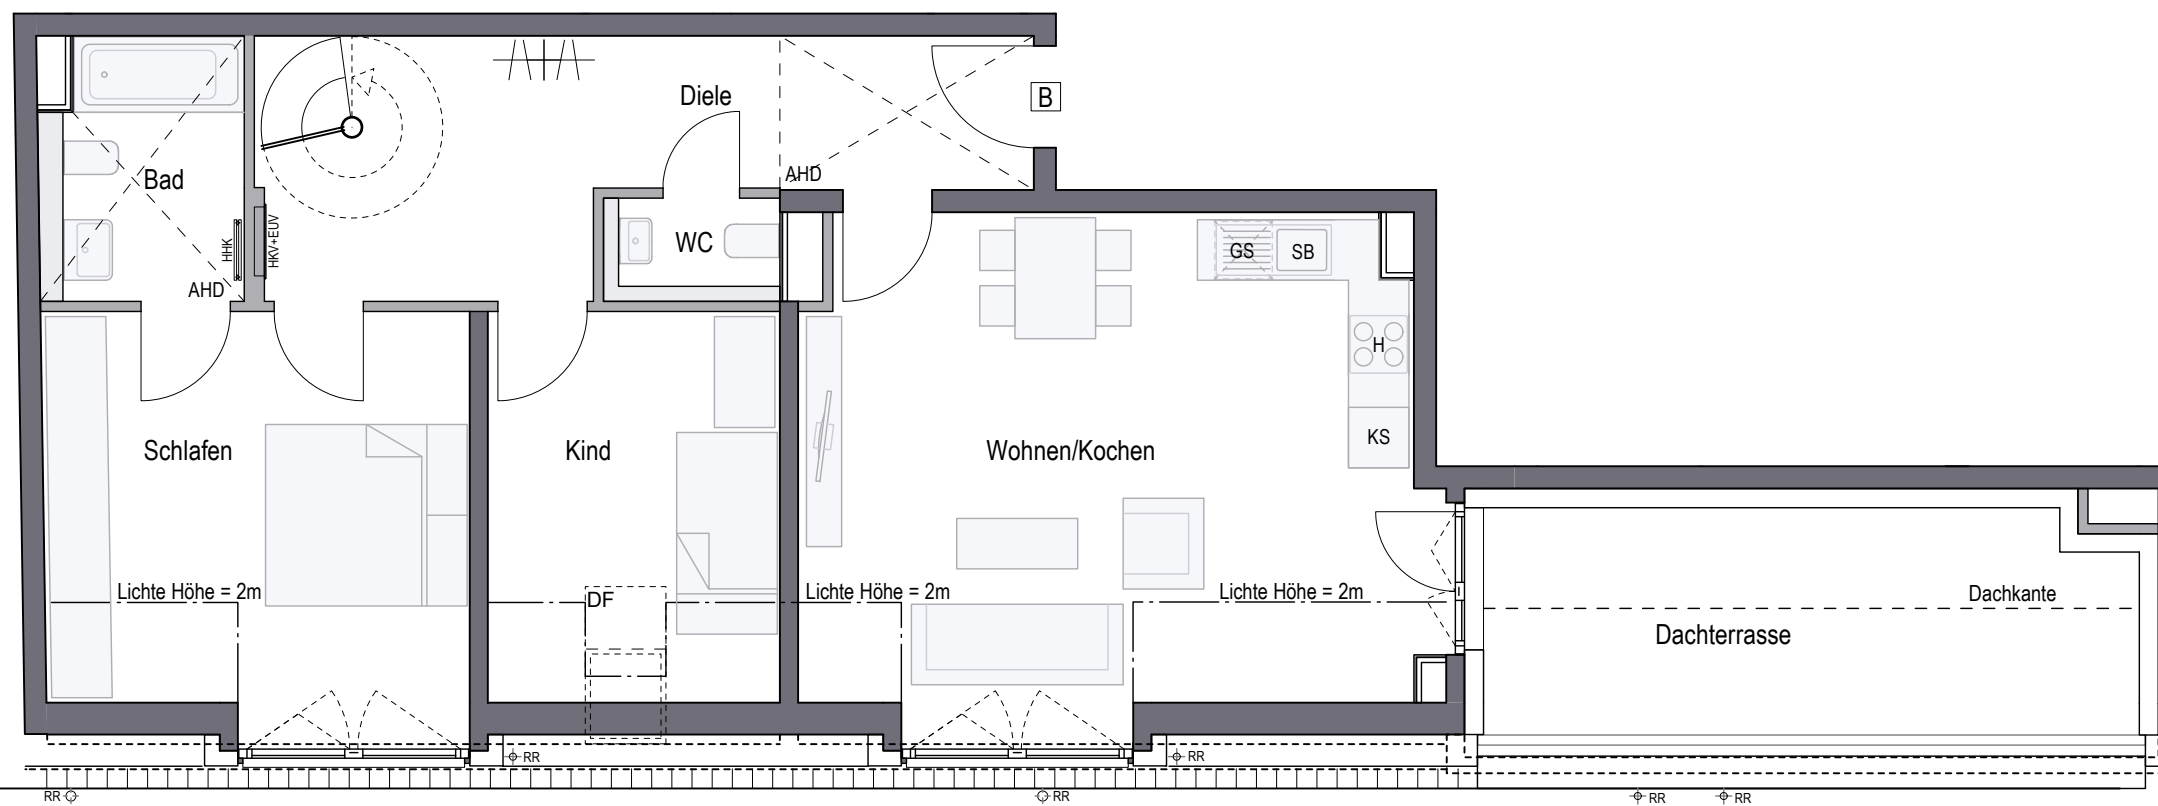 Diele
B
AHD
Bad
HHK
HKV+EUV
AHD
WC
GS
SB
H
KS
Schlafen
Kind
Wohnen/Kochen
Lichte Höhe = 2m
DF
Lichte Höhe = 2m
Lichte Höhe = 2m
Dachkante
Dachterrasse
RR
RR
RR
RR
RR
RR